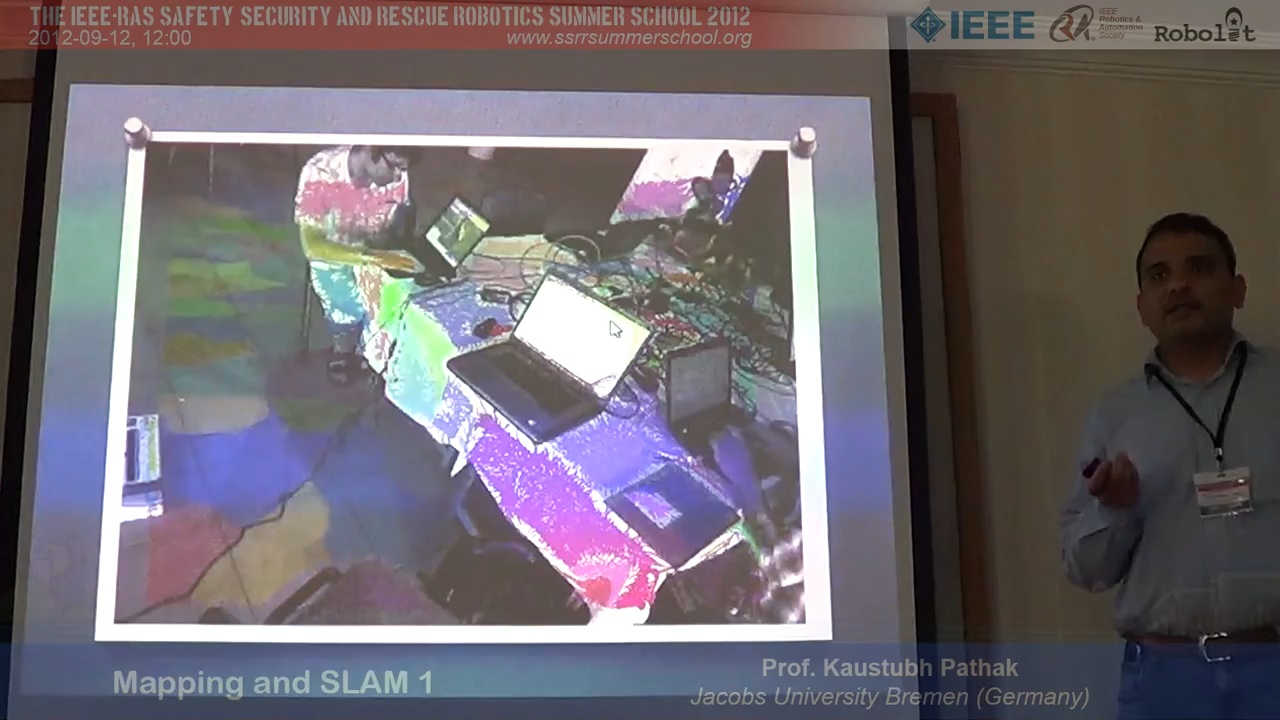 THE IEEE-RAS SAFETY SECURITY AND RESCUE ROBOTICS SUMMER SCHOOL 2012
2012-09-12, 12:00
www.ssrrsummerschool.org
IEEE
IEEE
Robotics &
Automation
Society
Robolit
Mapping and SLAM 1
Prof. Kaustubh Pathak
Jacobs University Bremen (Germany)